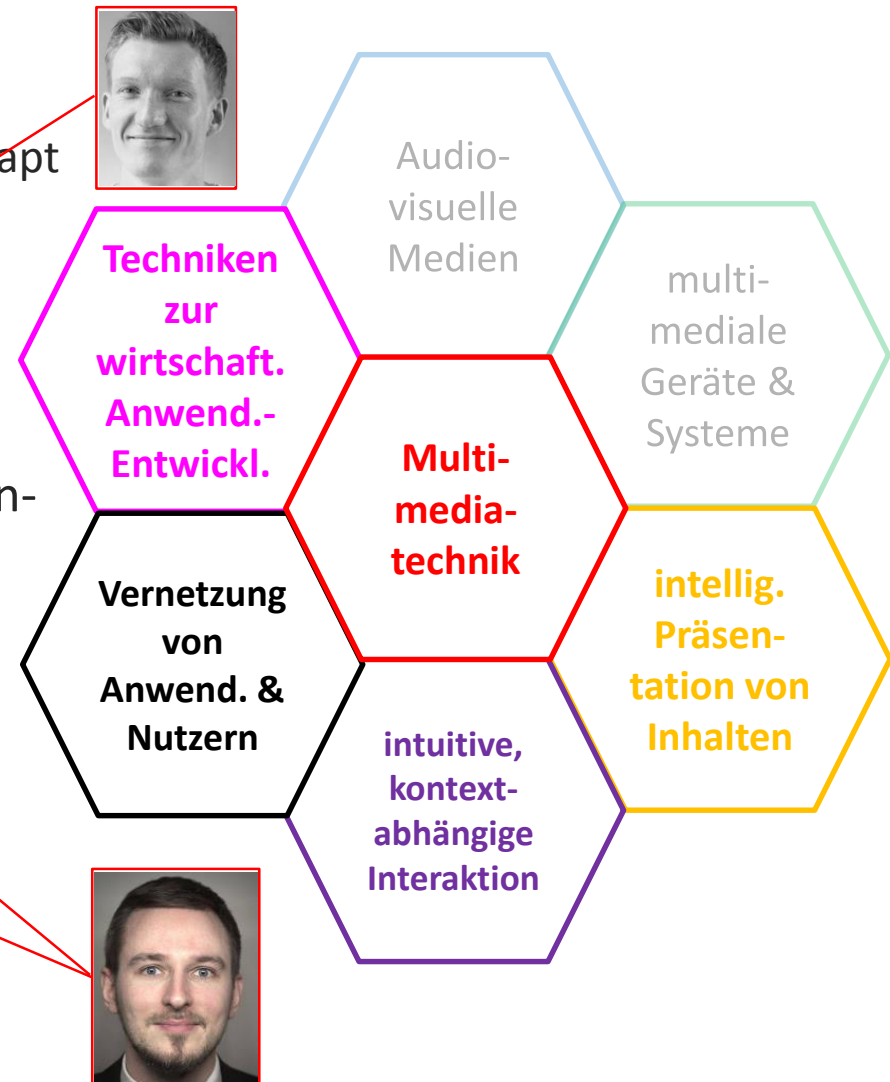 apt
Audio-
visuelle
Medien
Techniken
zur
wirtschaft.
Anwend.-
Entwickl.
multi-
mediale
Geräte &
Systeme
Multi-
media-
technik
n-
Vernetzung
von
Anwend. &
Nutzern
intellig.
Präsen-
tation von
Inhalten
intuitive,
kontext-
abhängige
Interaktion